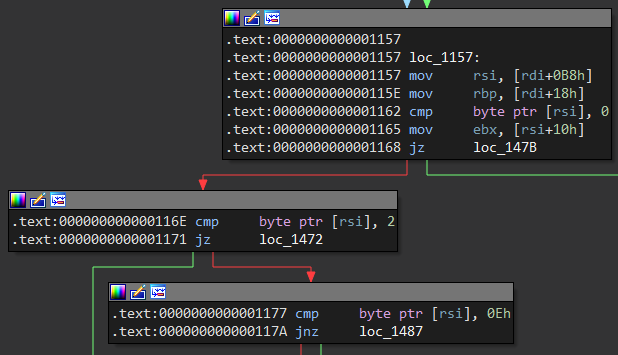 .text:0000000000001157
.text:0000000000001157 loc_1157:
.text:0000000000001157 mov rsi, [rdi+0B8h]
.text:000000000000115E mov rbp, [rdi+18h]
.text:0000000000001162 cmp byte ptr [rsi], 0
.text:0000000000001165 mov ebx, [rsi+10h]
.text:0000000000001168 jz loc_147B
.text:000000000000116E cmp byte ptr [rsi], 2
.text:0000000000001171 jz loc_1472
.text:0000000000001177 cmp byte ptr [rsi], 0Eh
.text:000000000000117A jnz loc_1487